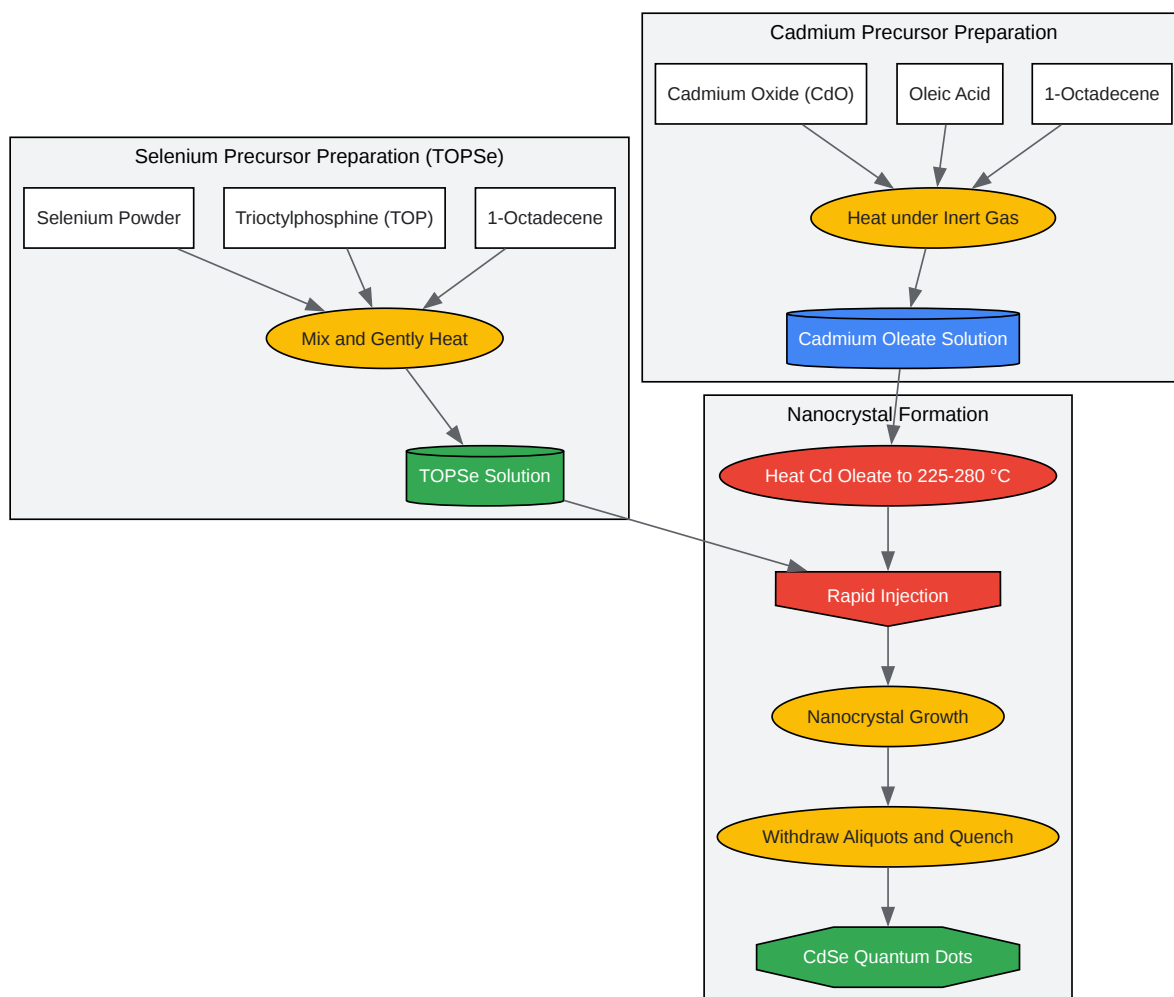 Cadmium Precursor Preparation
Cadmium Oxide (CdO)
Oleic Acid
1-Octadecene
Heat under Inert Gas
Cadmium Oleate Solution
Selenium Precursor Preparation (TOPSe)
Selenium Powder
Trioctylphosphine (TOP)
1-Octadecene
Mix and Gently Heat
TOPSe Solution
Nanocrystal Formation
Heat Cd Oleate to 225-280 °C
Rapid Injection
Nanocrystal Growth
Withdraw Aliquots and Quench
CdSe Quantum Dots